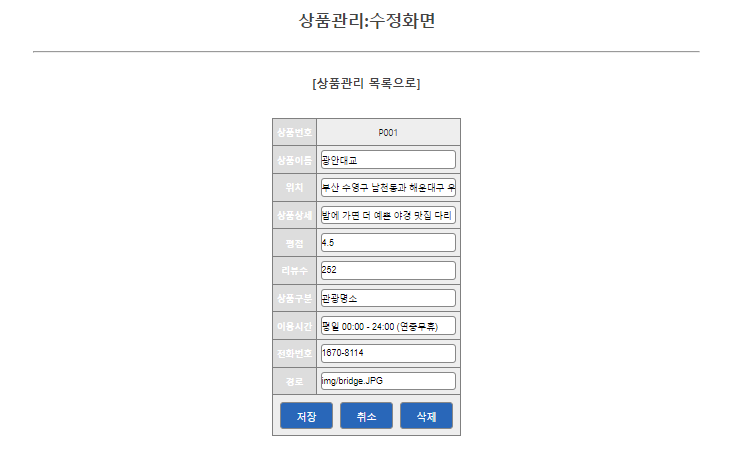 상품관리:수정화면
[상품관리 목록으로]
상품번호 P001
상품이름 광안대교
위치 부산 수영구 남천동과 해운대구 우
상품상세 밤에 가면 더 예쁜 야경 맛집 다리
평점 4.5
리뷰수 252
상품구분 관광명소
이용시간 평일 00:00 - 24:00 (연중무휴)
전화번호 1670-8114
경로 img/bridge.JPG
저장 취소 삭제